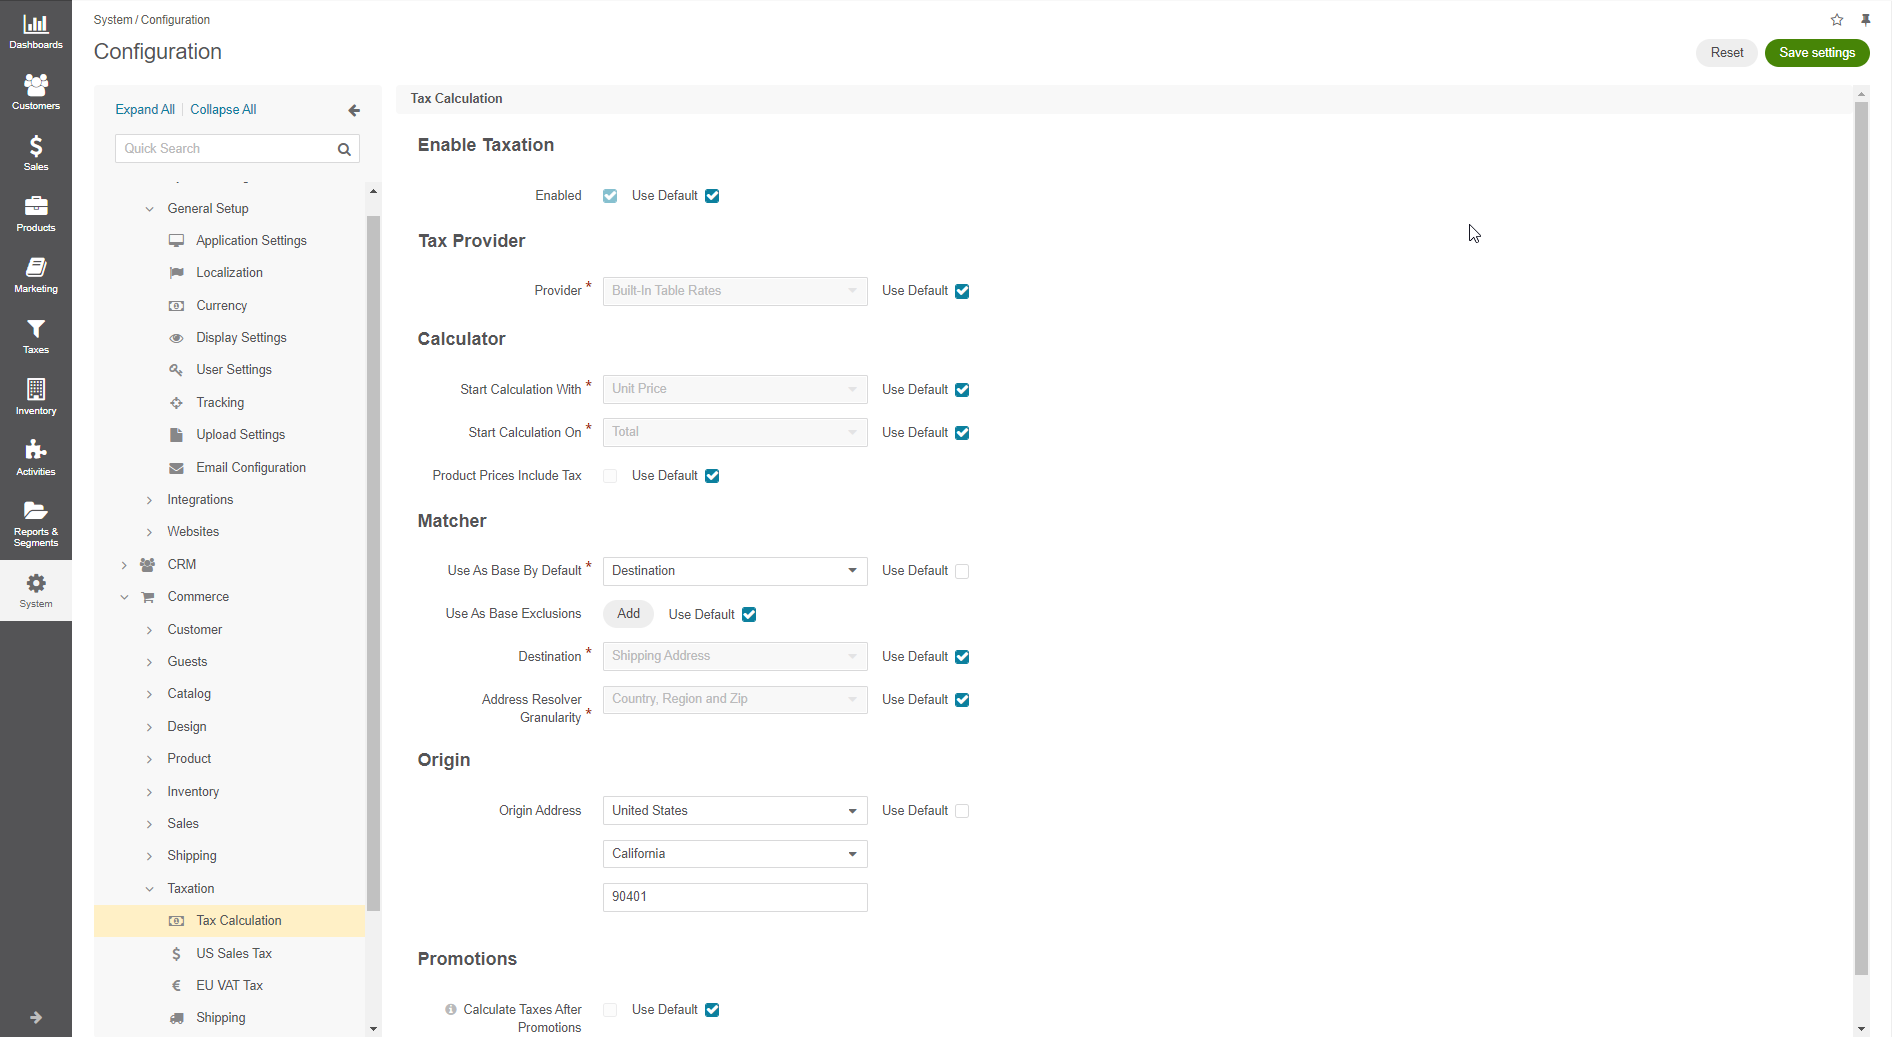 Dashboards
Customers
Sales
Products
Marketing
Taxes
Inventory
Activities
Reports &
Segments
System
System / Configuration
Configuration
Reset
Save settings
Expand All | Collapse All
Quick Search
General Setup
Application Settings
Localization
Currency
Display Settings
User Settings
Tracking
Upload Settings
Email Configuration
Integrations
Websites
CRM
Commerce
Customer
Guests
Catalog
Design
Product
Inventory
Sales
Shipping
Taxation
Tax Calculation
US Sales Tax
EU VAT Tax
Shipping
Tax Calculation
Enable Taxation
Enabled Use Default
Tax Provider
Provider * Built-In Table Rates Use Default
Calculator
Start Calculation With * Unit Price Use Default
Start Calculation On * Total Use Default
Product Prices Include Tax Use Default
Matcher
Use As Base By Default * Destination Use Default
Use As Base Exclusions Add Use Default
Destination * Shipping Address Use Default
Address Resolver
Granularity * Country, Region and Zip Use Default
Origin
Origin Address United States Use Default
California
90401
Promotions
Calculate Taxes After
Promotions Use Default